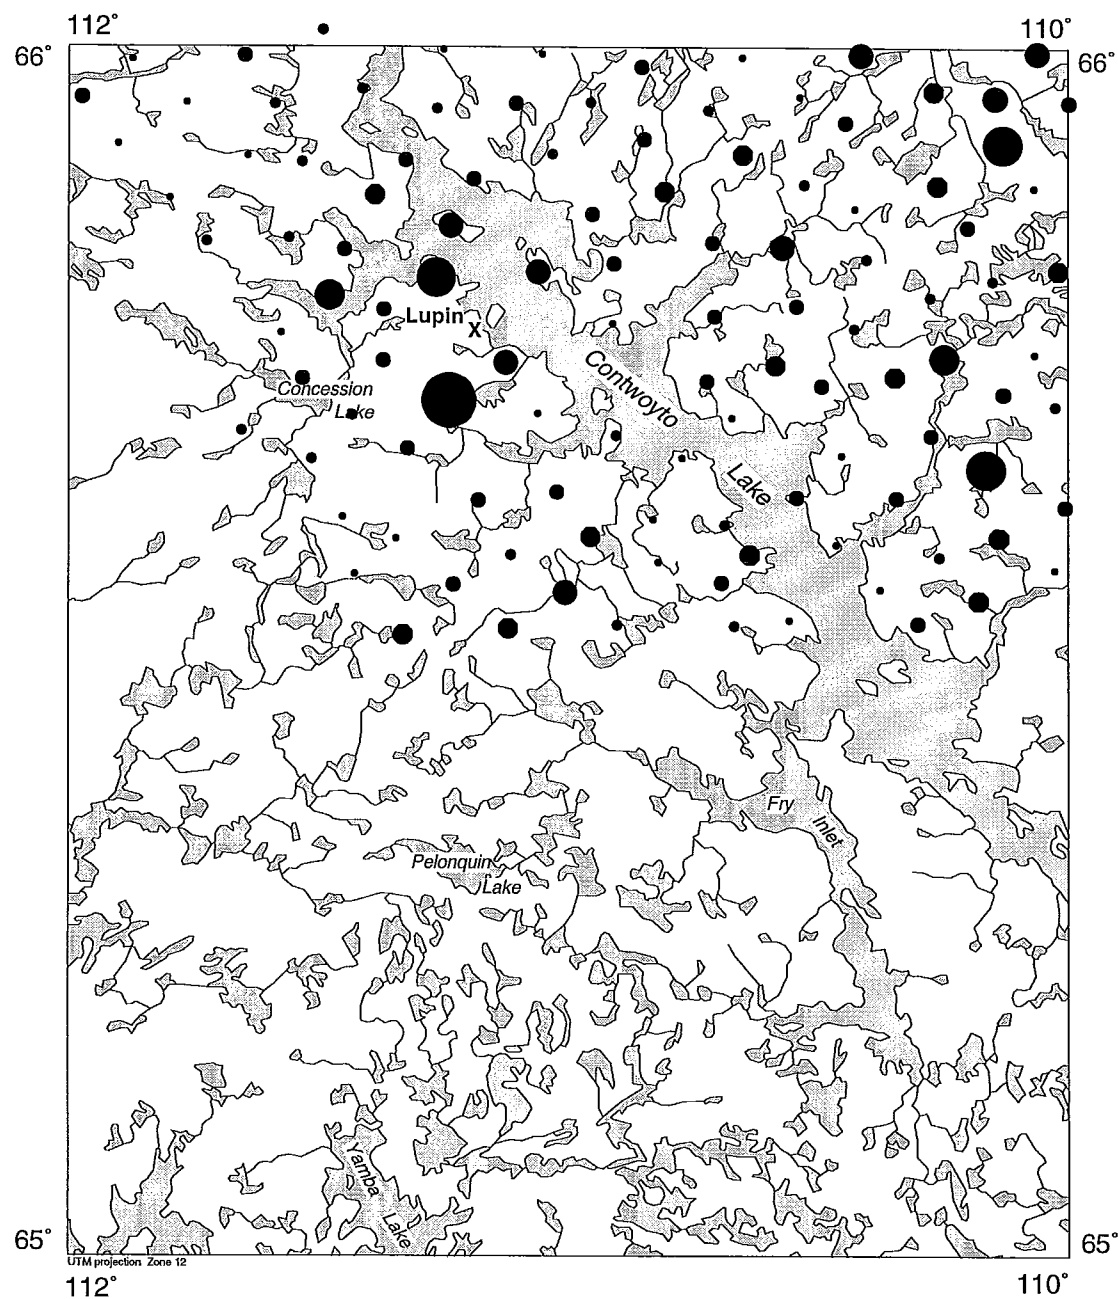 112° 110°
66° 66°
Lupin
X
Contwoyto
Concession
Lake
Lake
Fry
Inlet
Pelonquin
Lake
Yamba
Lake
65° 65°
UTM projection Zone 12
112° 110°